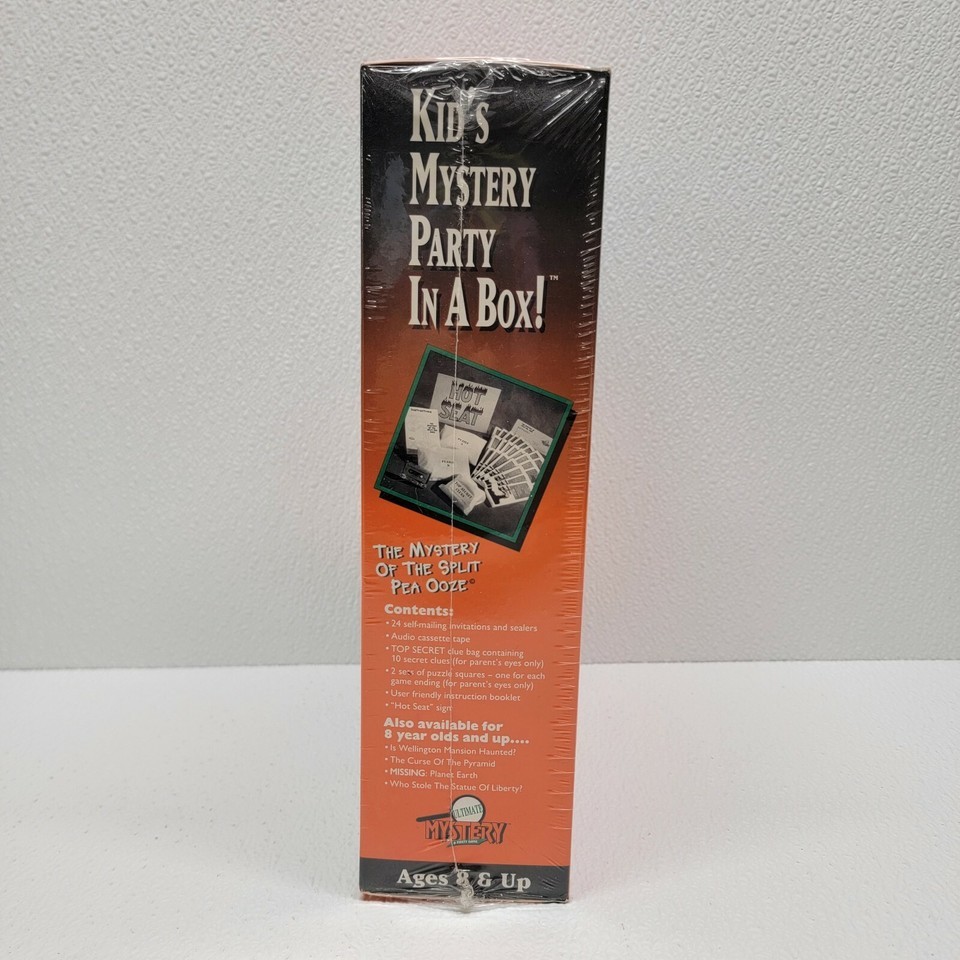 KID'S
MYSTERY
PARTY
IN A BOX!™
HOT
SEAT
THE MYSTERY
OF THE SPLIT
PEA OOZE©
Contents:
• 24 self-mailing invitations and sealers
• Audio cassette tape
• TOP SECRET clue bag containing
10 secret clues (for parent's eyes only)
• 2 sets of puzzle squares – one for each
game ending (for parent's eyes only)
• User friendly instruction booklet
• "Hot Seat" sign
Also available for
8 year olds and up....
• Is Wellington Mansion Haunted?
• The Curse Of The Pyramid
• MISSING: Planet Earth
• Who Stole The Statue Of Liberty?
ULTIMATE
MYSTERY
Ages 8 & Up